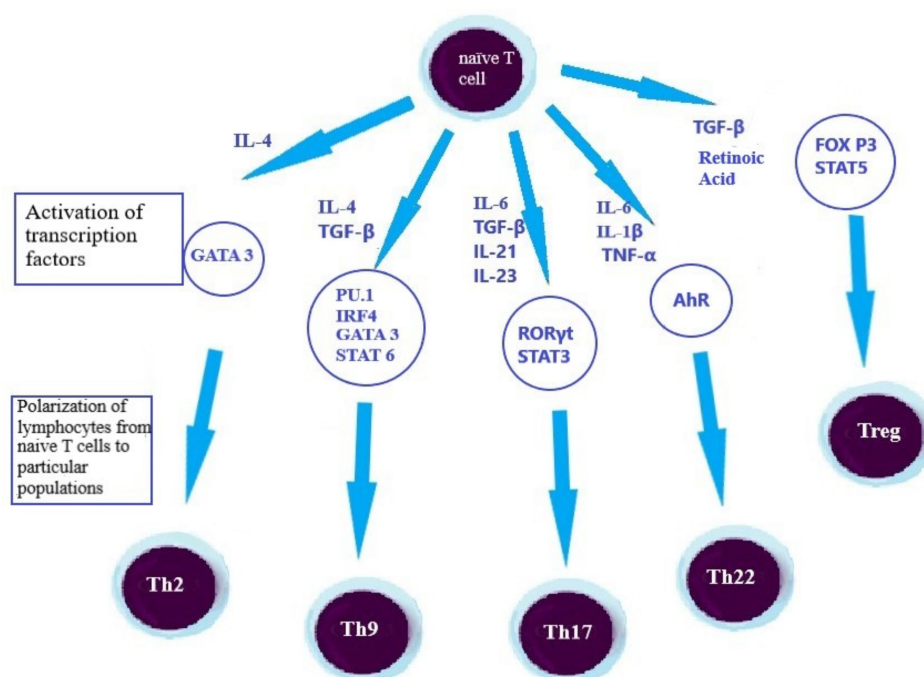 naïve T
cell
IL-4
IL-4
TGF-β
IL-6
TGF-β
IL-21
IL-23
IL-6
IL-1β
TNF-α
TGF-β
Retinoic
Acid
FOX P3
STAT5
Activation of
transcription
factors
GATA 3
PU.1
IRF4
GATA 3
STAT 6
RORγt
STAT3
AhR
Polarization of
lymphocytes from
naive T cells to
particular
populations
Treg
Th2
Th9
Th17
Th22